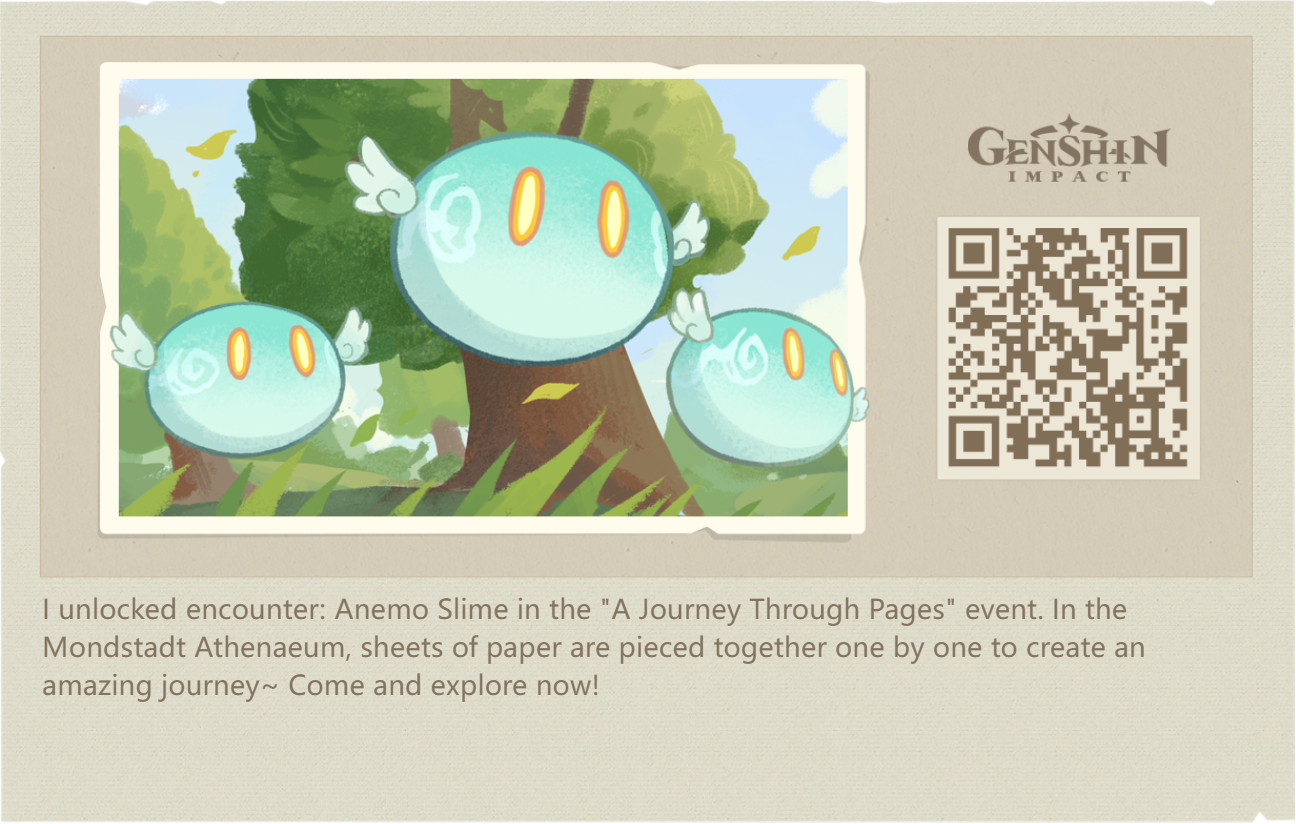 GENSHIN
IMPACT
I unlocked encounter: Anemo Slime in the "A Journey Through Pages" event. In the
Mondstadt Athenaeum, sheets of paper are pieced together one by one to create an
amazing journey~ Come and explore now!